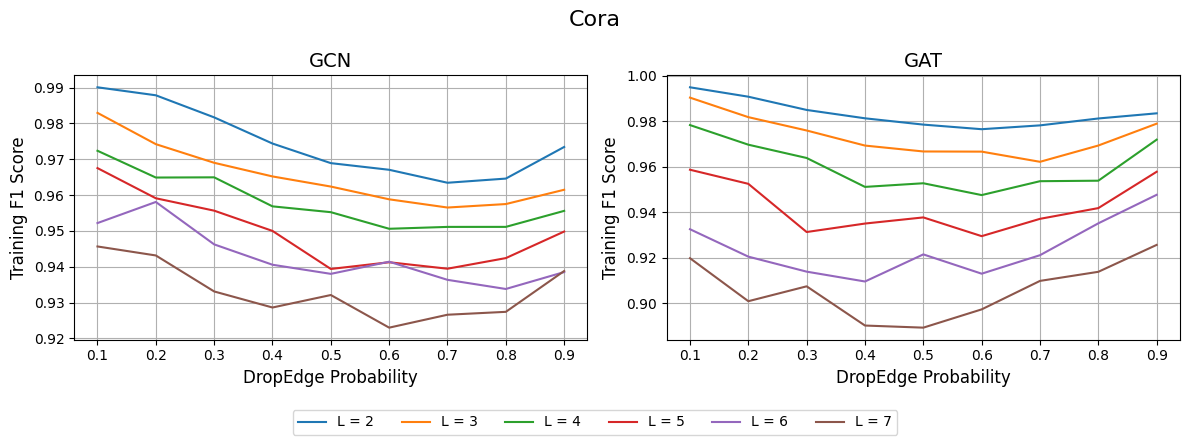 Cora
GCN
Training F1 Score
0.99
0.98
0.97
0.96
0.95
0.94
0.93
0.92
0.1 0.2 0.3 0.4 0.5 0.6 0.7 0.8 0.9
DropEdge Probability
GAT
Training F1 Score
1.00
0.98
0.96
0.94
0.92
0.90
0.1 0.2 0.3 0.4 0.5 0.6 0.7 0.8 0.9
DropEdge Probability
L = 2 L = 3 L = 4 L = 5 L = 6 L = 7